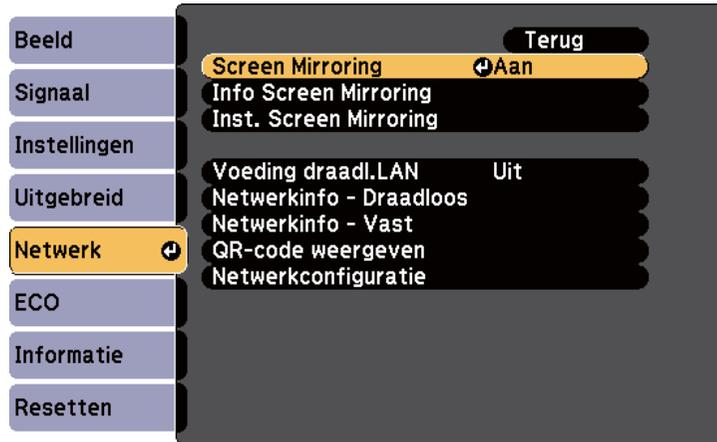 Beeld
Signaal
Instellingen
Uitgebreid
Netwerk
ECO
Informatie
Resetten
Terug
Screen Mirroring Aan
Info Screen Mirroring
Inst. Screen Mirroring
Voeding draadl.LAN Uit
Netwerkinfo - Draadloos
Netwerkinfo - Vast
QR-code weergeven
Netwerkconfiguratie